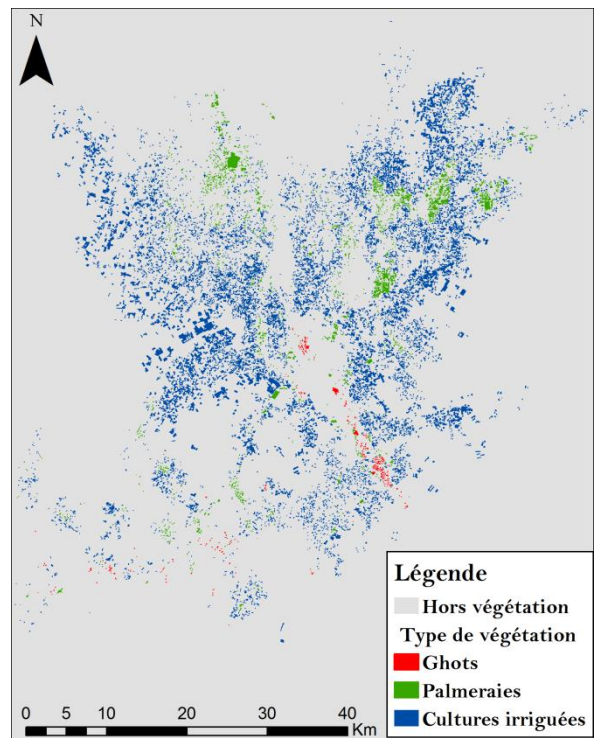 N
Légende
Hors végétation
Type de végétation
Ghots
Palmeraies
Cultures irriguées
0 5 10 20 30 40
Km